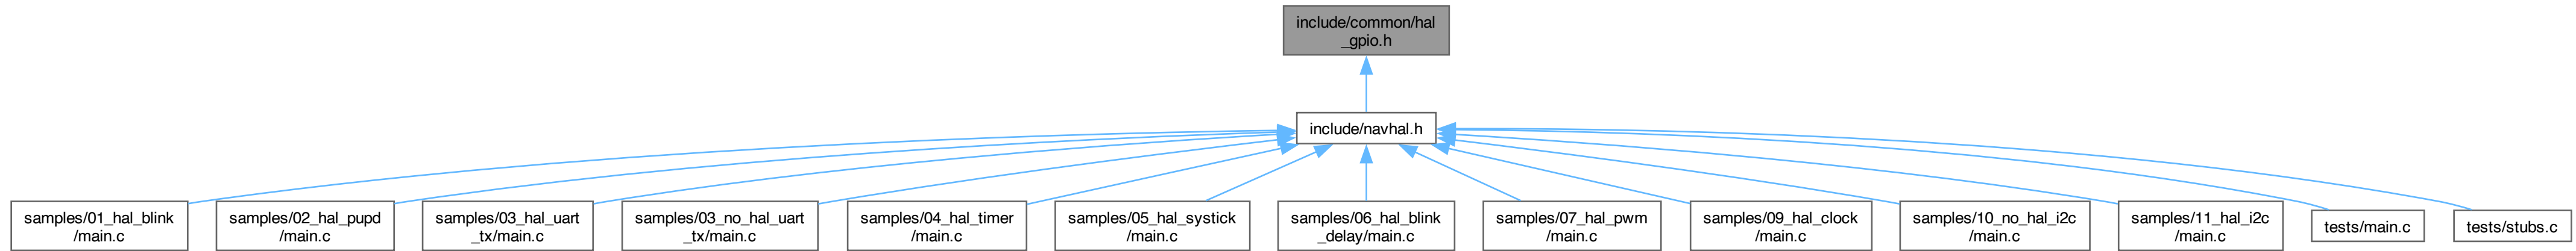 include/common/hal
_gpio.h
include/navhal.h
samples/01_hal_blink
/main.c
samples/02_hal_pupd
/main.c
samples/03_hal_uart
_tx/main.c
samples/03_no_hal_uart
_tx/main.c
samples/04_hal_timer
/main.c
samples/05_hal_systick
/main.c
samples/06_hal_blink
_delay/main.c
samples/07_hal_pwm
/main.c
samples/09_hal_clock
/main.c
samples/10_no_hal_i2c
/main.c
samples/11_hal_i2c
/main.c
tests/main.c
tests/stubs.c